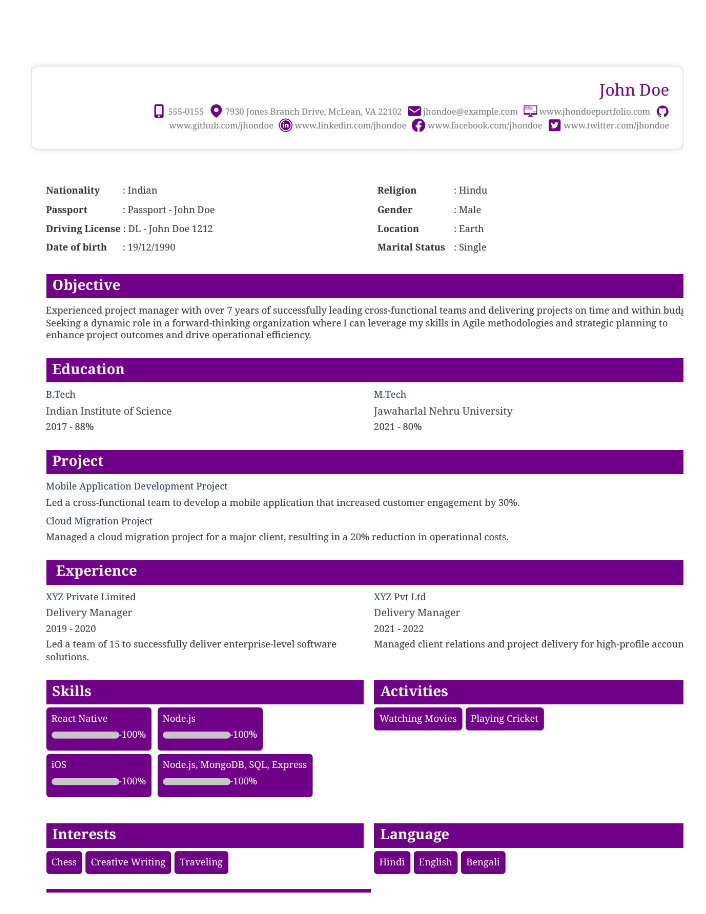 John Doe
555-0155 7930 Jones Branch Drive, McLean, VA 22102 jhondoe@example.com www.jhondoeportfolio.com
www.github.com/jhondoe www.linkedin.com/jhondoe www.facebook.com/jhondoe www.twitter.com/jhondoe
Nationality : Indian
Religion : Hindu
Passport : Passport - John Doe
Gender : Male
Driving License : DL - John Doe 1212
Location : Earth
Date of birth : 19/12/1990
Marital Status : Single
Objective
Experienced project manager with over 7 years of successfully leading cross-functional teams and delivering projects on time and within
Seeking a dynamic role in a forward-thinking organization where I can leverage my skills in Agile methodologies and strategic planning to
enhance project outcomes and drive operational efficiency.
Education
B.Tech
Indian Institute of Science
2017 - 88%
M.Tech
Jawaharlal Nehru University
2021 - 80%
Project
Mobile Application Development Project
Led a cross-functional team to develop a mobile application that increased customer engagement by 30%.
Cloud Migration Project
Managed a cloud migration project for a major client, resulting in a 20% reduction in operational costs.
Experience
XYZ Private Limited
Delivery Manager
2019 - 2020
Led a team of 15 to successfully deliver enterprise-level software
solutions.
XYZ Pvt Ltd
Delivery Manager
2021 - 2022
Managed client relations and project delivery for high-profile accoun
Skills
React Native
-100%
Node.js
-100%
iOS
-100%
Node.js, MongoDB, SQL, Express
-100%
Activities
Watching Movies
Playing Cricket
Interests
Chess
Creative Writing
Traveling
Language
Hindi
English
Bengali